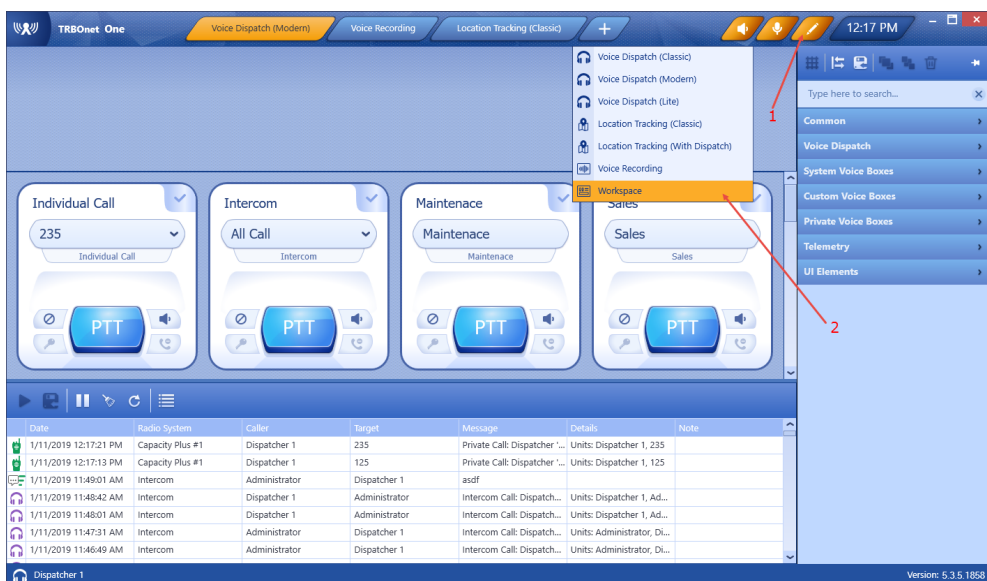 TRBOnet One
Voice Dispatch (Modern)
Voice Recording
Location Tracking (Classic)
12:17 PM
Voice Dispatch (Classic)
Voice Dispatch (Modern)
Voice Dispatch (Lite)
Location Tracking (Classic)
Location Tracking (With Dispatch)
Voice Recording
Workspace
1
2
Type here to search...
Common
Voice Dispatch
System Voice Boxes
Custom Voice Boxes
Private Voice Boxes
Telemetry
UI Elements
Individual Call
235
Individual Call
PTT
Intercom
All Call
Intercom
PTT
Maintenace
Maintenace
Maintenace
PTT
Sales
Sales
Sales
PTT
Date Radio System Caller Target Message Details Note
1/11/2019 12:17:21 PM Capacity Plus #1 Dispatcher 1 235 Private Call: Dispatcher '... Units: Dispatcher 1, 235
1/11/2019 12:17:13 PM Capacity Plus #1 Dispatcher 1 125 Private Call: Dispatcher '... Units: Dispatcher 1, 125
1/11/2019 11:49:01 AM Intercom Administrator Dispatcher 1 asdf
1/11/2019 11:48:42 AM Intercom Dispatcher 1 Administrator Intercom Call: Dispatch... Units: Dispatcher 1, Ad...
1/11/2019 11:48:01 AM Intercom Dispatcher 1 Administrator Intercom Call: Dispatch... Units: Dispatcher 1, Ad...
1/11/2019 11:47:31 AM Intercom Administrator Dispatcher 1 Intercom Call: Dispatch... Units: Administrator, Di...
1/11/2019 11:46:49 AM Intercom Administrator Dispatcher 1 Intercom Call: Dispatch... Units: Administrator, Di...
Dispatcher 1
Version: 5.3.5.1858